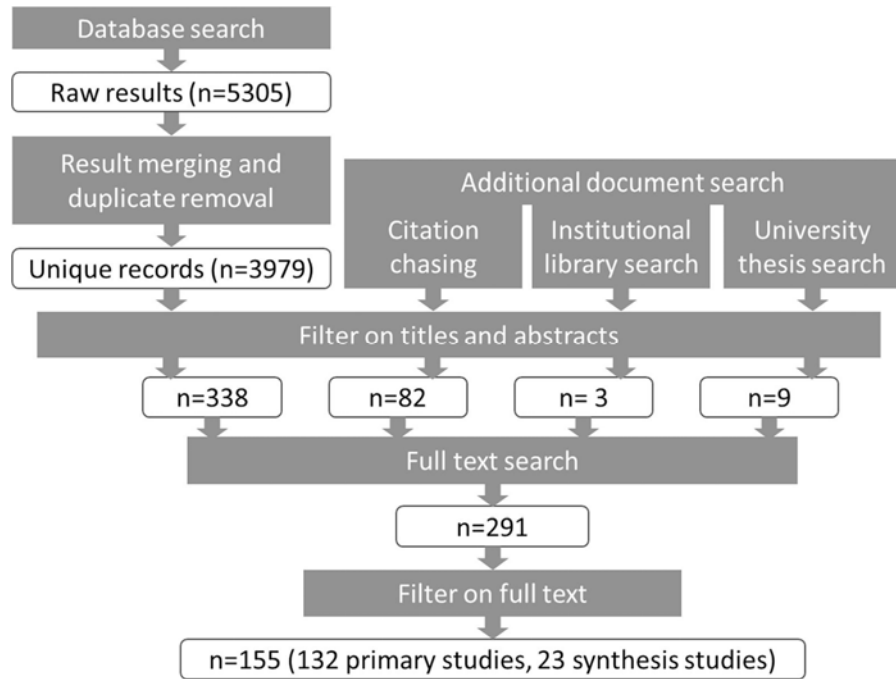 Database search
Raw results (n=5305)
Result merging and
duplicate removal
Unique records (n=3979)
Additional document search
Citation
chasing
Institutional
library search
University
thesis search
Filter on titles and abstracts
n=338
n=82
n= 3
n=9
Full text search
n=291
Filter on full text
n=155 (132 primary studies, 23 synthesis studies)